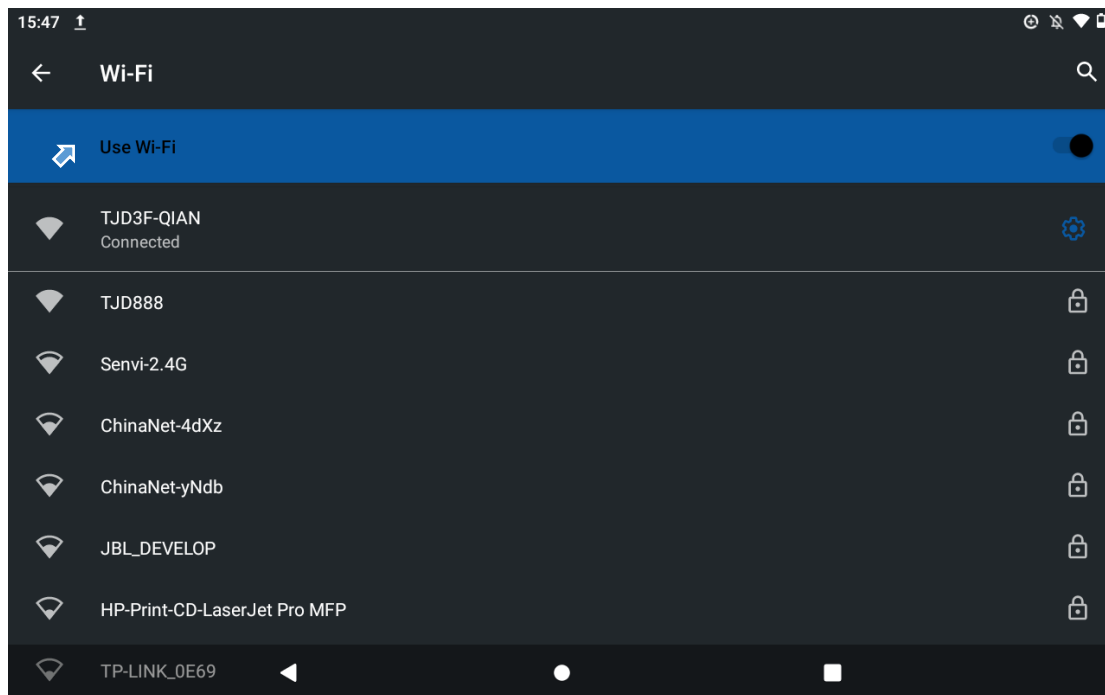 15:47
Wi-Fi
Use Wi-Fi
TJD3F-QIAN
Connected
TJD888
Senvi-2.4G
ChinaNet-4dXz
ChinaNet-yNdb
JBL_DEVELOP
HP-Print-CD-LaserJet Pro MFP
TP-LINK_0E69